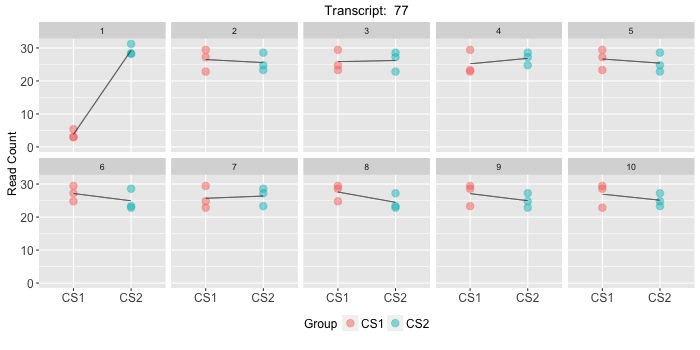 Transcript: 77
1 2 3 4 5
30
20
10
0
6 7 8 9 10
30
20
10
0
Read Count
CS1 CS2 CS1 CS2 CS1 CS2 CS1 CS2 CS1 CS2
Group CS1 CS2